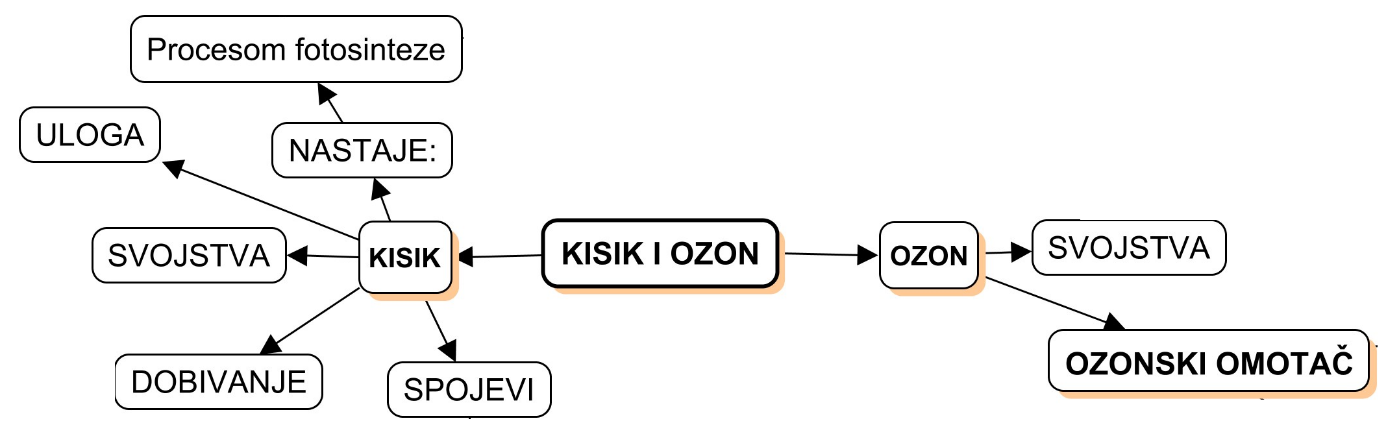 Procesom fotosinteze
ULOGA
NASTAJE:
SVOJSTVA
KISIK
KISIK I OZON
OZON
SVOJSTVA
DOBIVANJE
SPOJEVI
OZONSKI OMOTAČ